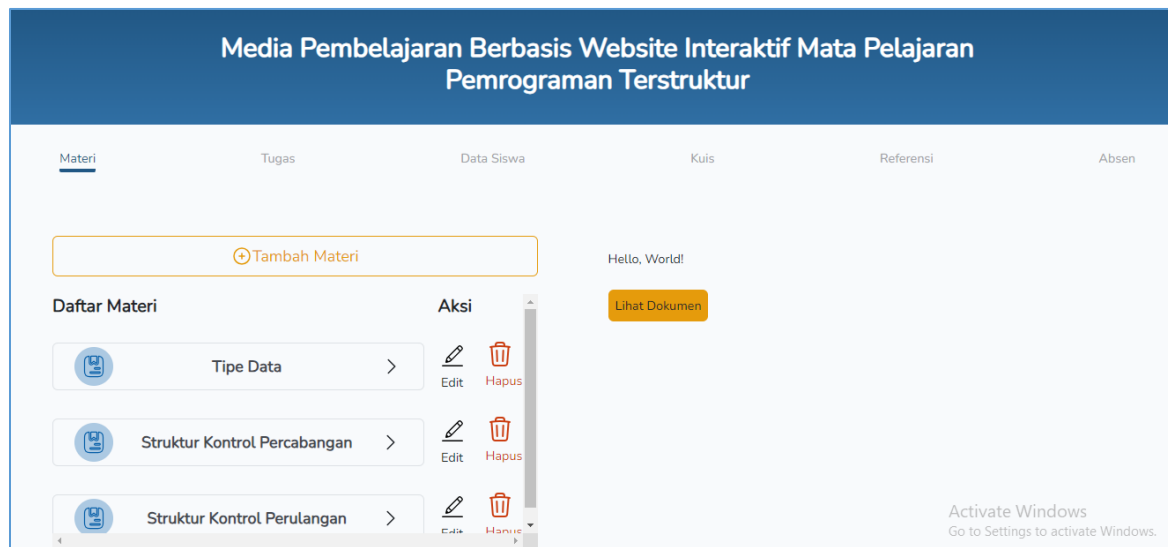 Media Pembelajaran Berbasis Website Interaktif Mata Pelajaran
Pemrograman Terstruktur
Materi
Tugas
Data Siswa
Kuis
Referensi
Absen
Tambah Materi
Hello, World!
Lihat Dokumen
Daftar Materi
Aksi
Tipe Data
Edit
Hapus
Struktur Kontrol Percabangan
Edit
Hapus
Struktur Kontrol Perulangan
Edit
Hapus
Activate Windows
Go to Settings to activate Windows.